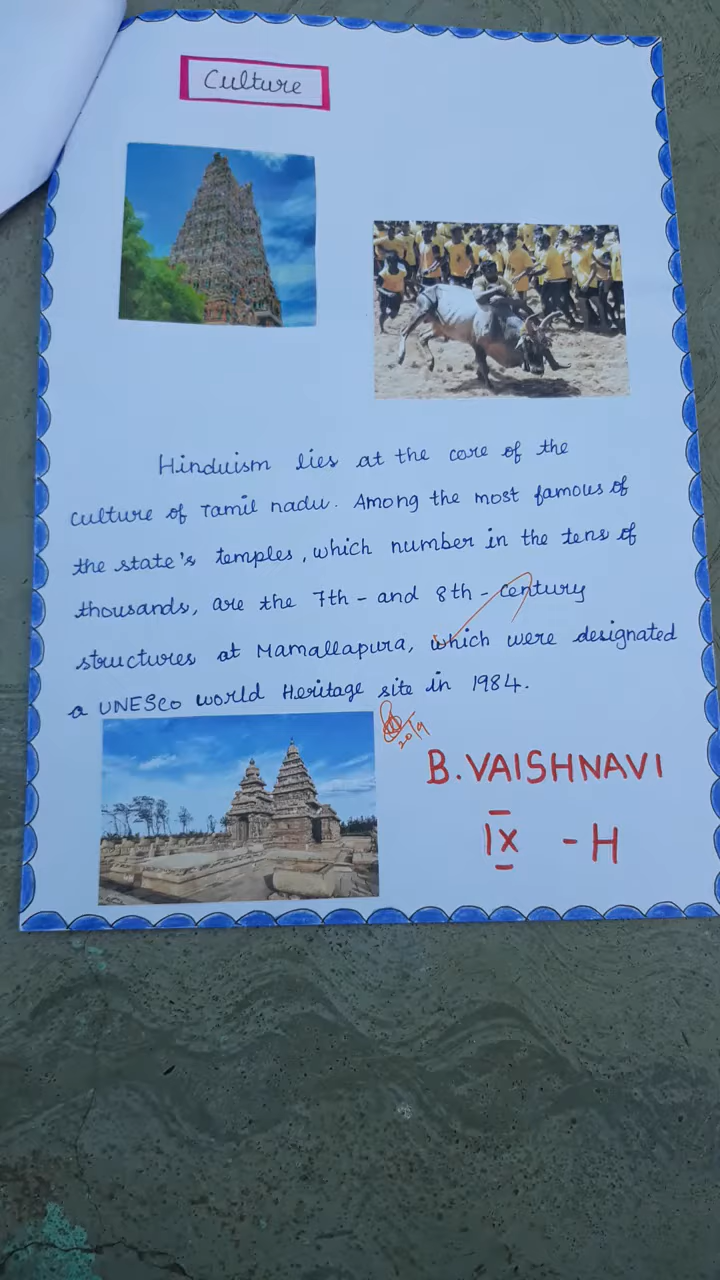 Culture
Hinduism lies at the core of the
culture of Tamil nadu. Among the most famous of
the state's temples, which number in the tens of
thousands, are the 7th - and 8th - century
structures at Mamallapura, which were designated
a UNESCO world Heritage site in 1984.
20/9
B.VAISHNAVI
IX - H